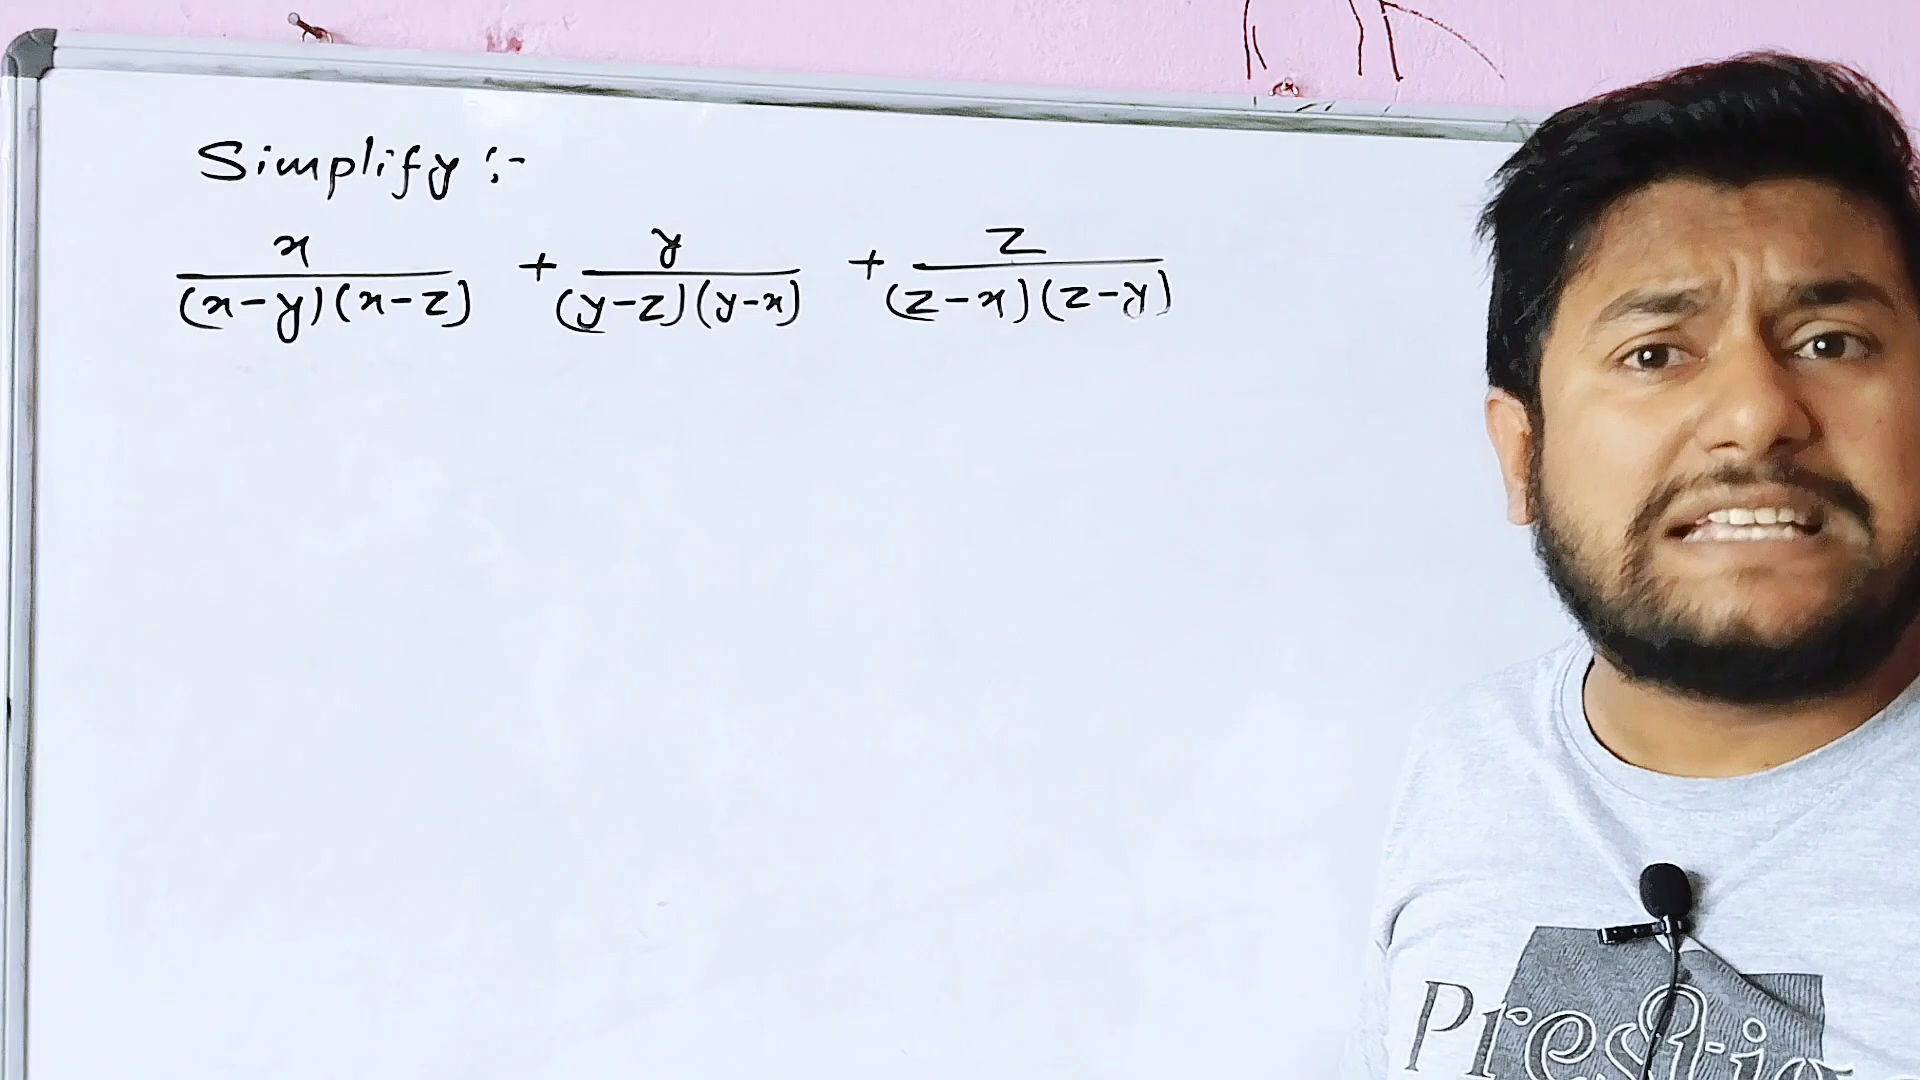 Simplify :-
x/((x-y)(x-z)) + y/((y-z)(y-x)) + z/((z-x)(z-y))